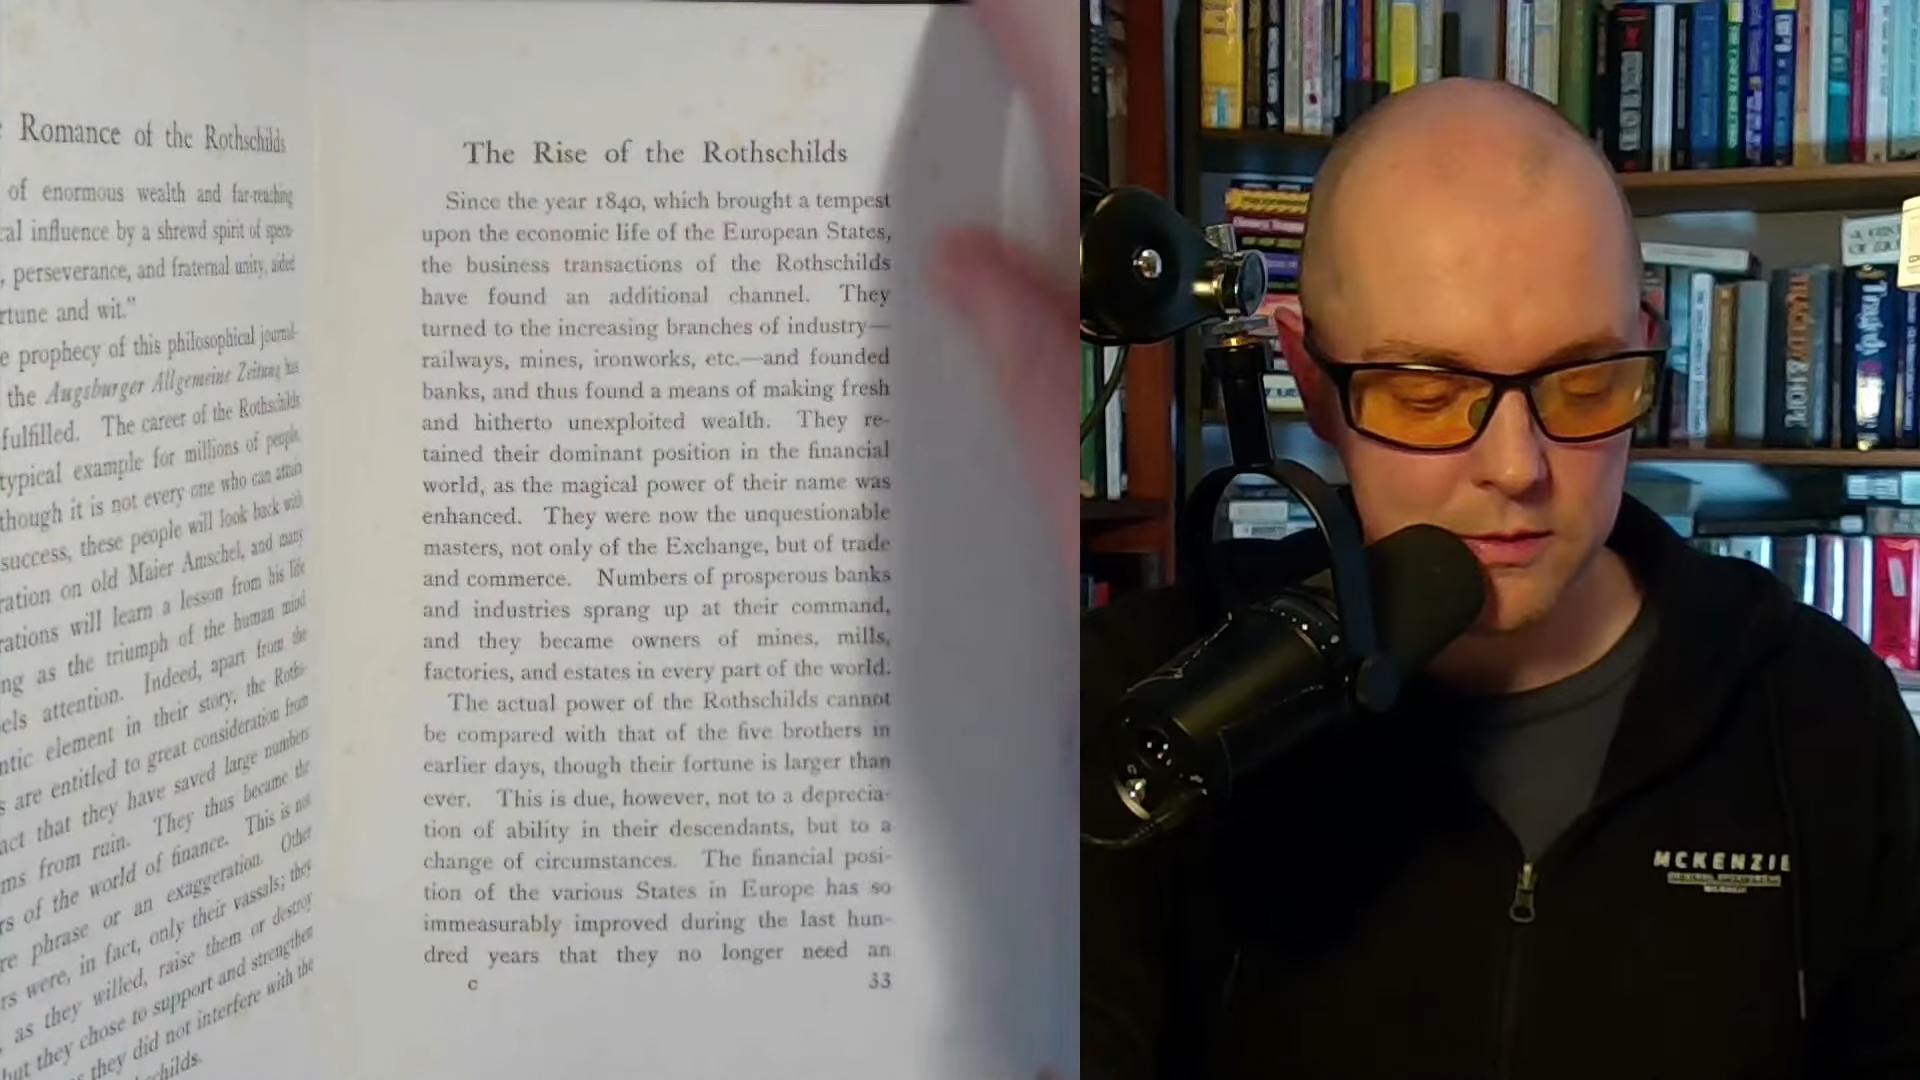 Romance of the Rothschilds
of enormous wealth and far-reaching
cal influence by a shrewd spirit of specu-
, perseverance, and fraternal unity, aided
rtune and wit."
e prophecy of this philosophical journal-
the Augsburger Allgemeine Zeitung has
fulfilled. The career of the Rothschilds
typical example for millions of people,
though it is not every one who can attain
success, these people will look back with
ration on old Maier Amschel, and many
rations will learn a lesson from his life
ng as the triumph of the human mind
els attention. Indeed, apart from the
ntic element in their story, the Roths-
s are entitled to great consideration from
act that they have saved large numbers
ms from ruin. They thus became the
rs of the world of finance. This is not
re phrase or an exaggeration. Other
rs were, in fact, only their vassals; they
, as they willed, raise them or destroy
but they chose to support and strengthen
as they did not interfere with the
schilds.
The Rise of the Rothschilds
Since the year 1840, which brought a tempest
upon the economic life of the European States,
the business transactions of the Rothschilds
have found an additional channel. They
turned to the increasing branches of industry—
railways, mines, ironworks, etc.—and founded
banks, and thus found a means of making fresh
and hitherto unexploited wealth. They re-
tained their dominant position in the financial
world, as the magical power of their name was
enhanced. They were now the unquestionable
masters, not only of the Exchange, but of trade
and commerce. Numbers of prosperous banks
and industries sprang up at their command,
and they became owners of mines, mills,
factories, and estates in every part of the world.
The actual power of the Rothschilds cannot
be compared with that of the five brothers in
earlier days, though their fortune is larger than
ever. This is due, however, not to a deprecia-
tion of ability in their descendants, but to a
change of circumstances. The financial posi-
tion of the various States in Europe has so
immeasurably improved during the last hun-
dred years that they no longer need an
c 33
MCKENZIE